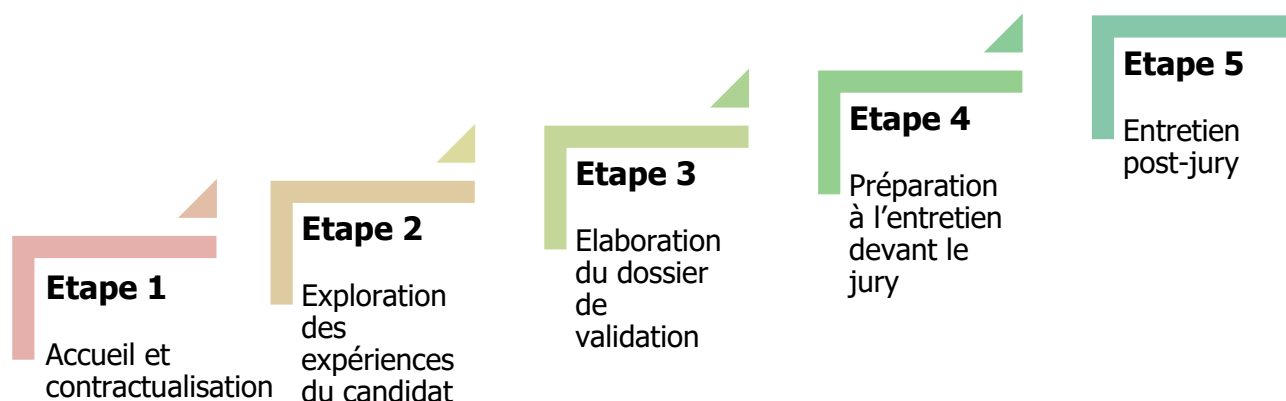 Etape 1
Accueil et
contractualisation
Etape 2
Exploration
des
expériences
du candidat
Etape 3
Elaboration
du dossier
de
validation
Etape 4
Préparation
à l’entretien
devant le
jury
Etape 5
Entretien
post-jury